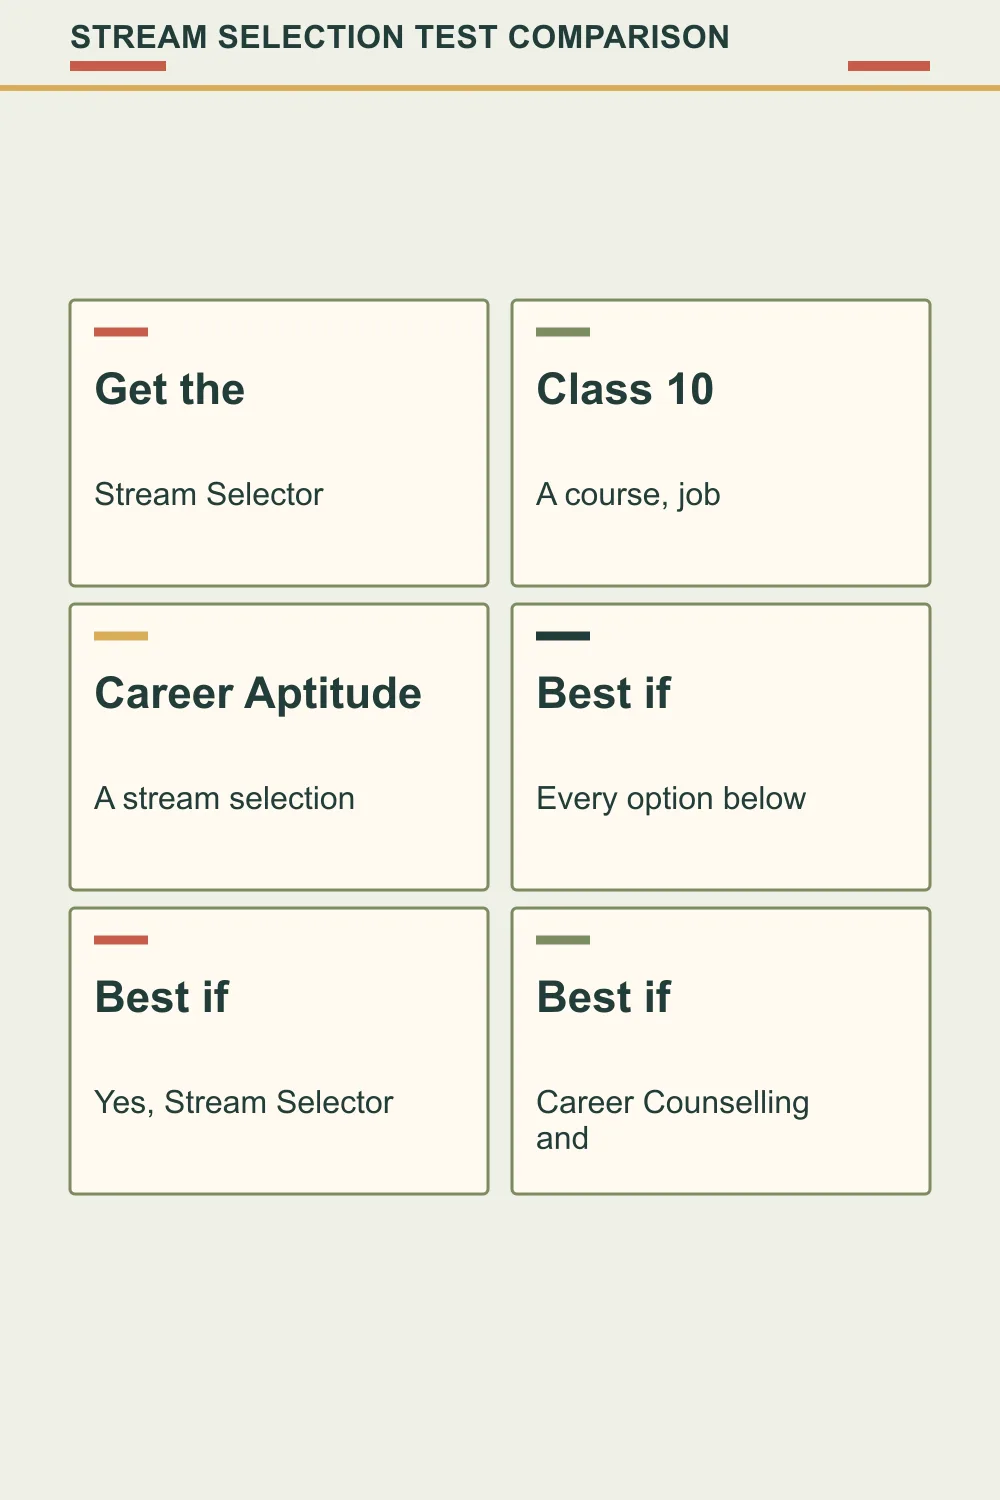 STREAM SELECTION TEST COMPARISON
Get the
Stream Selector
Class 10
A course, job
Career Aptitude
A stream selection
Best if
Every option below
Best if
Yes, Stream Selector
Best if
Career Counselling
and